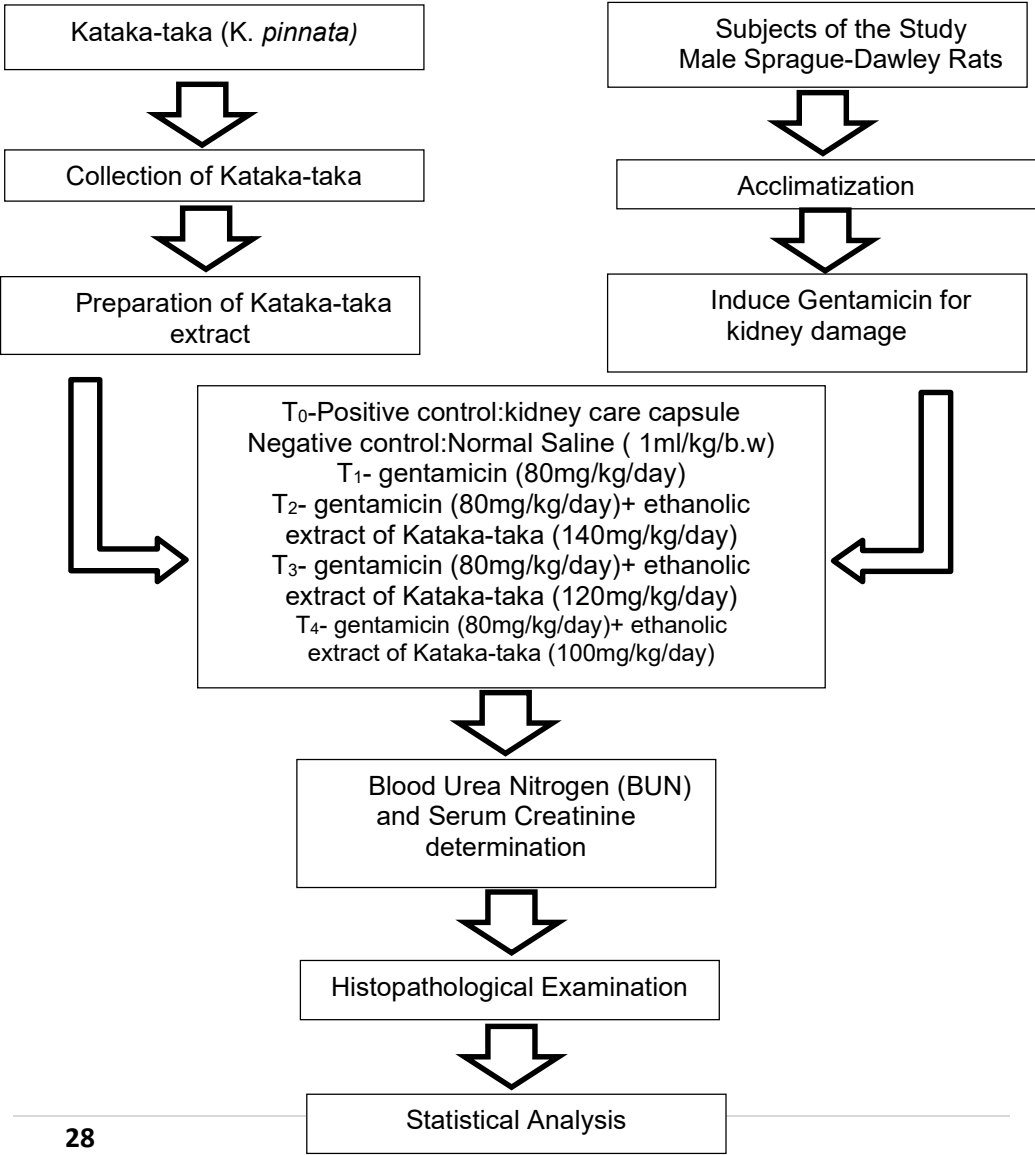 Kataka-taka (K. pinnata)
Subjects of the Study
Male Sprague-Dawley Rats
Collection of Kataka-taka
Acclimatization
Preparation of Kataka-taka
extract
Induce Gentamicin for
kidney damage
T₀-Positive control:kidney care capsule
Negative control:Normal Saline ( 1ml/kg/b.w)
T₁- gentamicin (80mg/kg/day)
T₂- gentamicin (80mg/kg/day)+ ethanolic
extract of Kataka-taka (140mg/kg/day)
T₃- gentamicin (80mg/kg/day)+ ethanolic
extract of Kataka-taka (120mg/kg/day)
T₄- gentamicin (80mg/kg/day)+ ethanolic
extract of Kataka-taka (100mg/kg/day)
Blood Urea Nitrogen (BUN)
and Serum Creatinine
determination
Histopathological Examination
Statistical Analysis
28